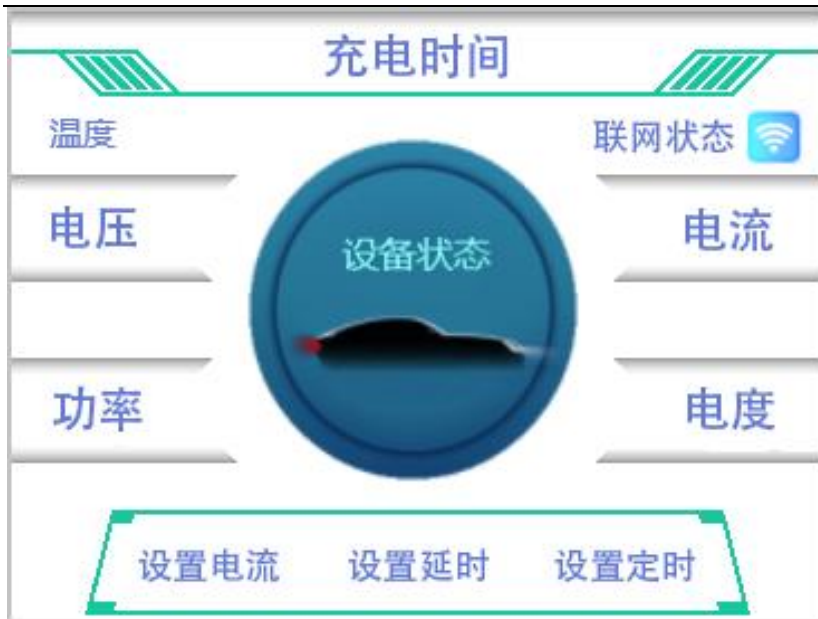 充电时间
温度
联网状态
电压
设备状态
电流
功率
电度
设置电流 设置延时 设置定时